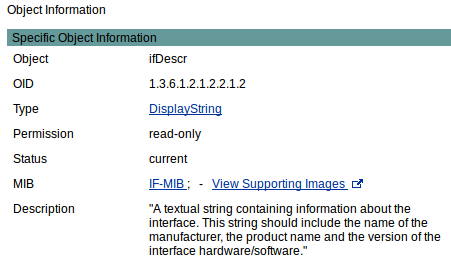 Object Information
Specific Object Information
Object ifDescr
OID 1.3.6.1.2.1.2.2.1.2
Type DisplayString
Permission read-only
Status current
MIB IF-MIB ; - View Supporting Images
Description "A textual string containing information about the
interface. This string should include the name of the
manufacturer, the product name and the version of the
interface hardware/software."